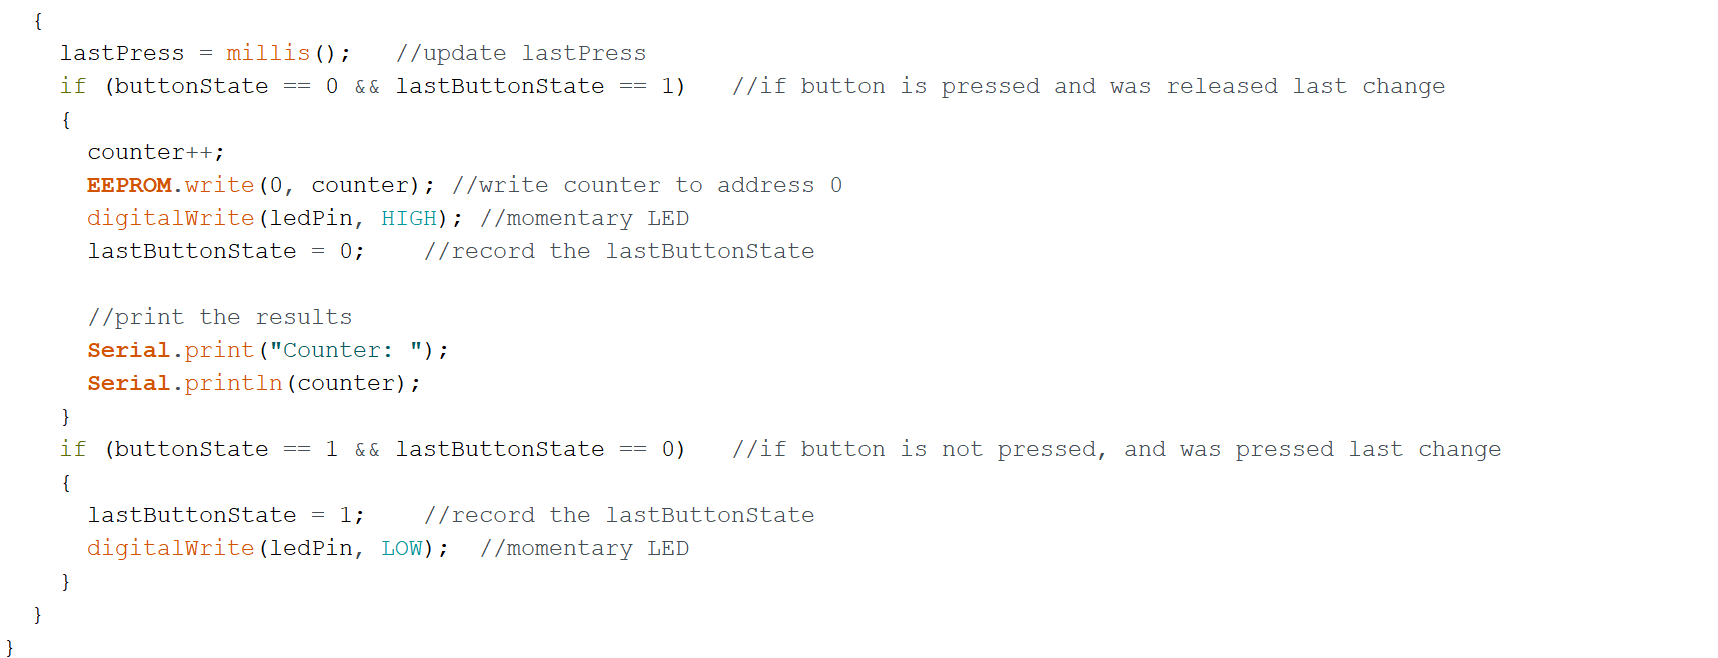 {
lastPress = millis();   //update lastPress
if (buttonState == 0 && lastButtonState == 1)   //if button is pressed and was released last change
{
counter++;
EEPROM.write(0, counter); //write counter to address 0
digitalWrite(ledPin, HIGH); //momentary LED
lastButtonState = 0;    //record the lastButtonState
//print the results
Serial.print("Counter: ");
Serial.println(counter);
}
if (buttonState == 1 && lastButtonState == 0)   //if button is not pressed, and was pressed last change
{
lastButtonState = 1;    //record the lastButtonState
digitalWrite(ledPin, LOW);  //momentary LED
}
}
}